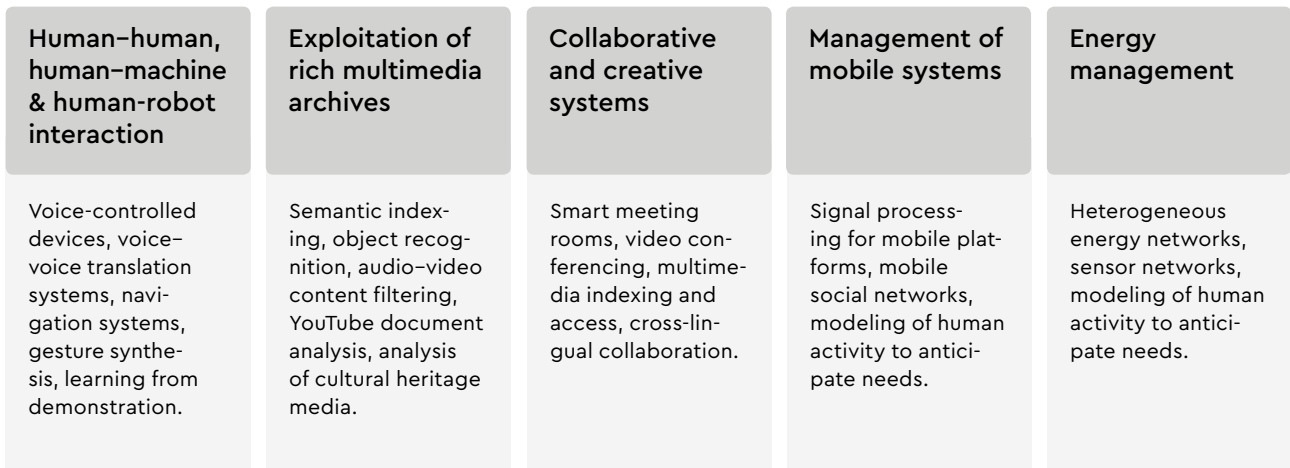 Human–human,
human–machine
& human-robot
interaction
Voice-controlled
devices, voice–
voice translation
systems, navi-
gation systems,
gesture synthe-
sis, learning from
demonstration.
Exploitation of
rich multimedia
archives
Semantic index-
ing, object recog-
nition, audio–video
content filtering,
YouTube document
analysis, analysis
of cultural heritage
media.
Collaborative
and creative
systems
Smart meeting
rooms, video con-
ferencing, multime-
dia indexing and
access, cross-lin-
gual collaboration.
Management of
mobile systems
Signal process-
ing for mobile plat-
forms, mobile
social networks,
modeling of human
activity to antici-
pate needs.
Energy
management
Heterogeneous
energy networks,
sensor networks,
modeling of human
activity to antici-
pate needs.